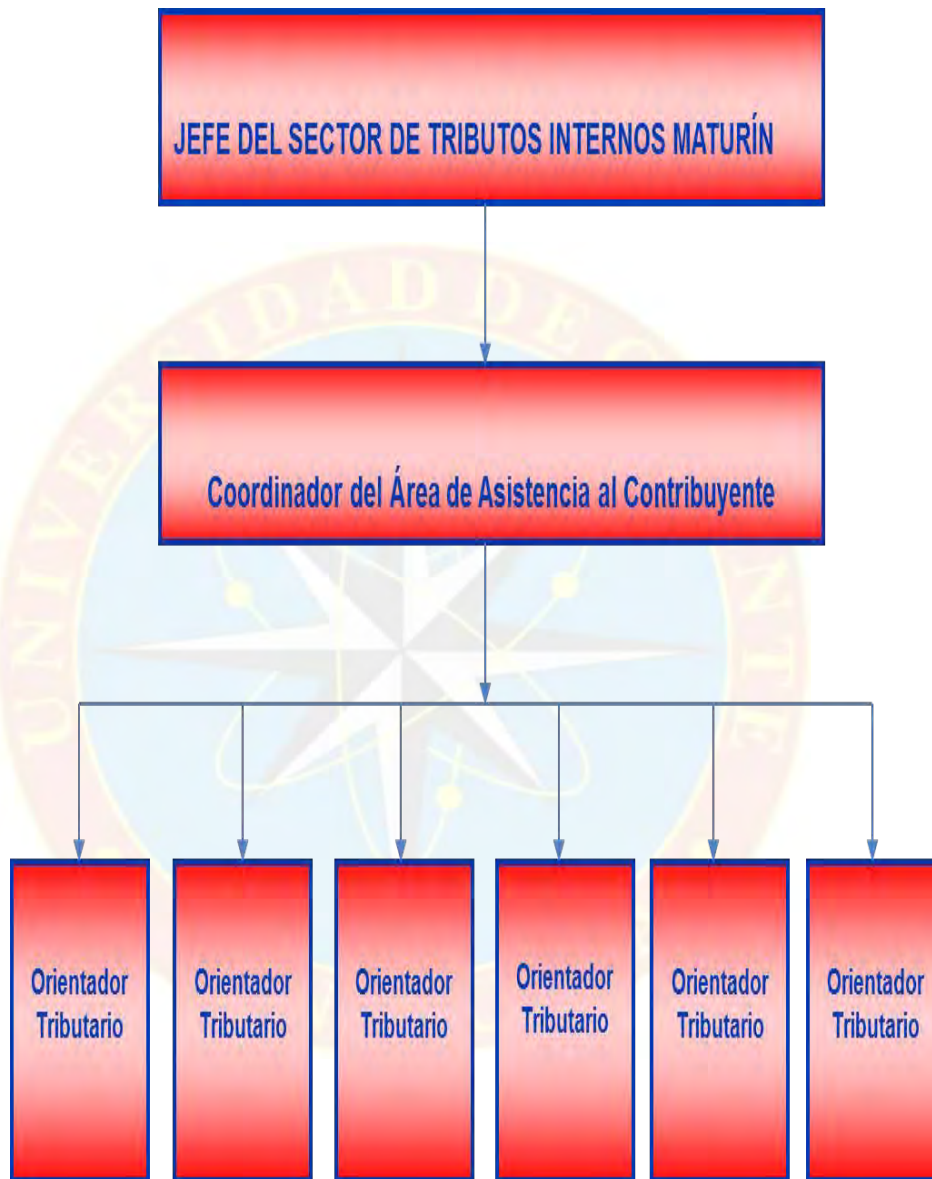 JEFE DEL SECTOR DE TRIBUTOS INTERNOS MATURÍN
Coordinador del Área de Asistencia al Contribuyente
Orientador
Tributario
Orientador
Tributario
Orientador
Tributario
Orientador
Tributario
Orientador
Tributario
Orientador
Tributario